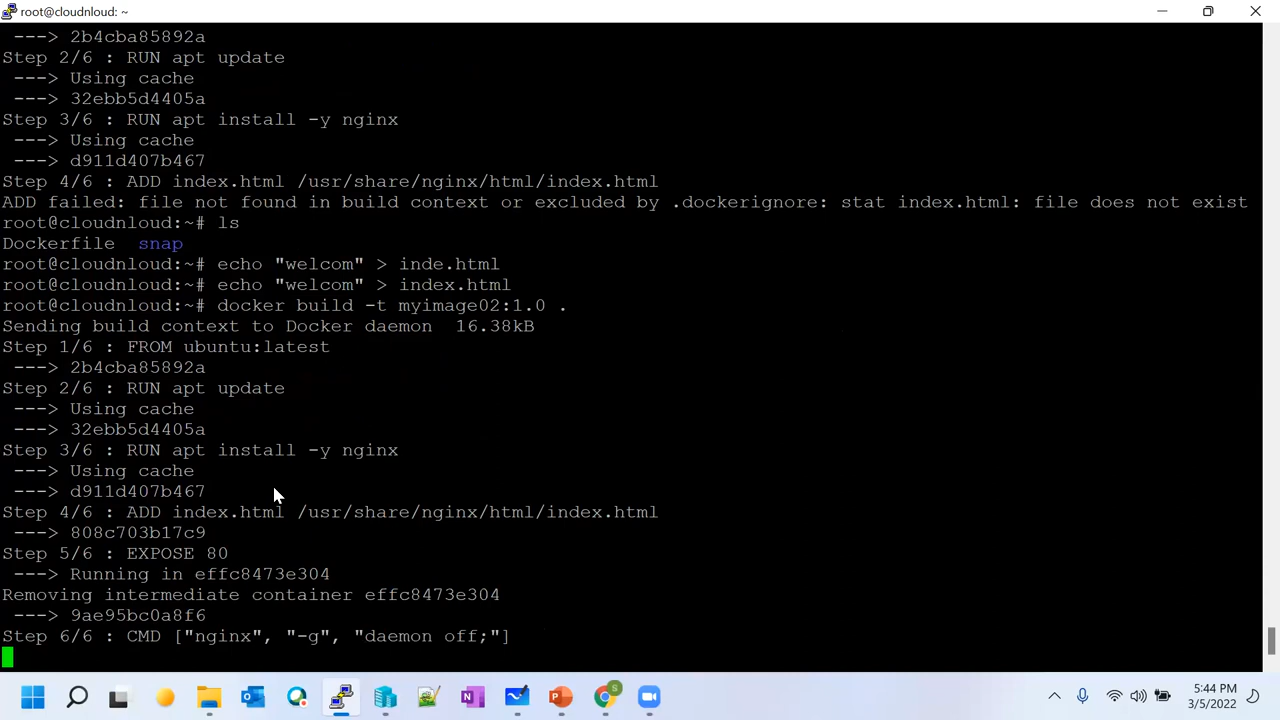 root@cloudnloud: ~
---> 2b4cba85892a
Step 2/6 : RUN apt update
---> Using cache
---> 32ebb5d4405a
Step 3/6 : RUN apt install -y nginx
---> Using cache
---> d911d407b467
Step 4/6 : ADD index.html /usr/share/nginx/html/index.html
ADD failed: file not found in build context or excluded by .dockerignore: stat index.html: file does not exist
root@cloudnloud:~# ls
Dockerfile  snap
root@cloudnloud:~# echo "welcom" > inde.html
root@cloudnloud:~# echo "welcom" > index.html
root@cloudnloud:~# docker build -t myimage02:1.0 .
Sending build context to Docker daemon  16.38kB
Step 1/6 : FROM ubuntu:latest
---> 2b4cba85892a
Step 2/6 : RUN apt update
---> Using cache
---> 32ebb5d4405a
Step 3/6 : RUN apt install -y nginx
---> Using cache
---> d911d407b467
Step 4/6 : ADD index.html /usr/share/nginx/html/index.html
---> 808c703b17c9
Step 5/6 : EXPOSE 80
---> Running in effc8473e304
Removing intermediate container effc8473e304
---> 9ae95bc0a8f6
Step 6/6 : CMD ["nginx", "-g", "daemon off;"]
5:44 PM
3/5/2022